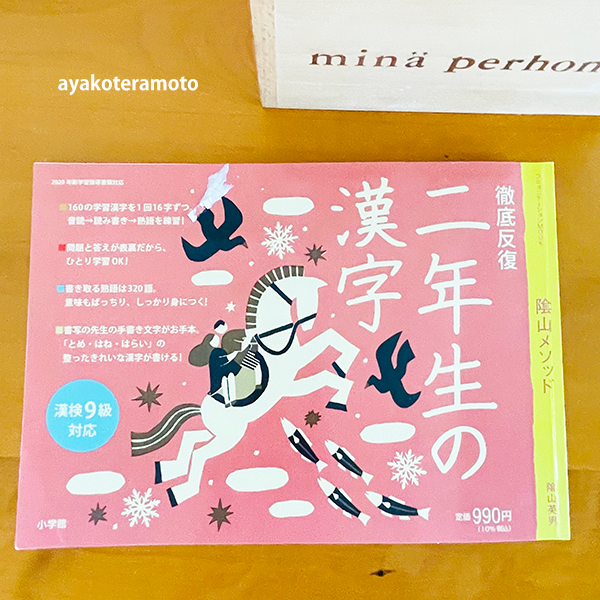 ayakoteramoto
minä perhon
2020年新学習指導要領対応
160の学習漢字を1回16字ずつ
音読→読み書き→熟語を練習!
問題と答えが表裏だから、
ひとり学習OK!
書き取る熟語は320語。
意味もばっちり、しっかり身につく!
書写の先生の手書き文字がお手本。
「とめ・はね・はらい」の
整ったきれいな漢字が書ける!
漢検9級
対応
小学館
徹底反復
二年生の
漢字
定価990円
(10%税込)
陰山メソッド
陰山英男